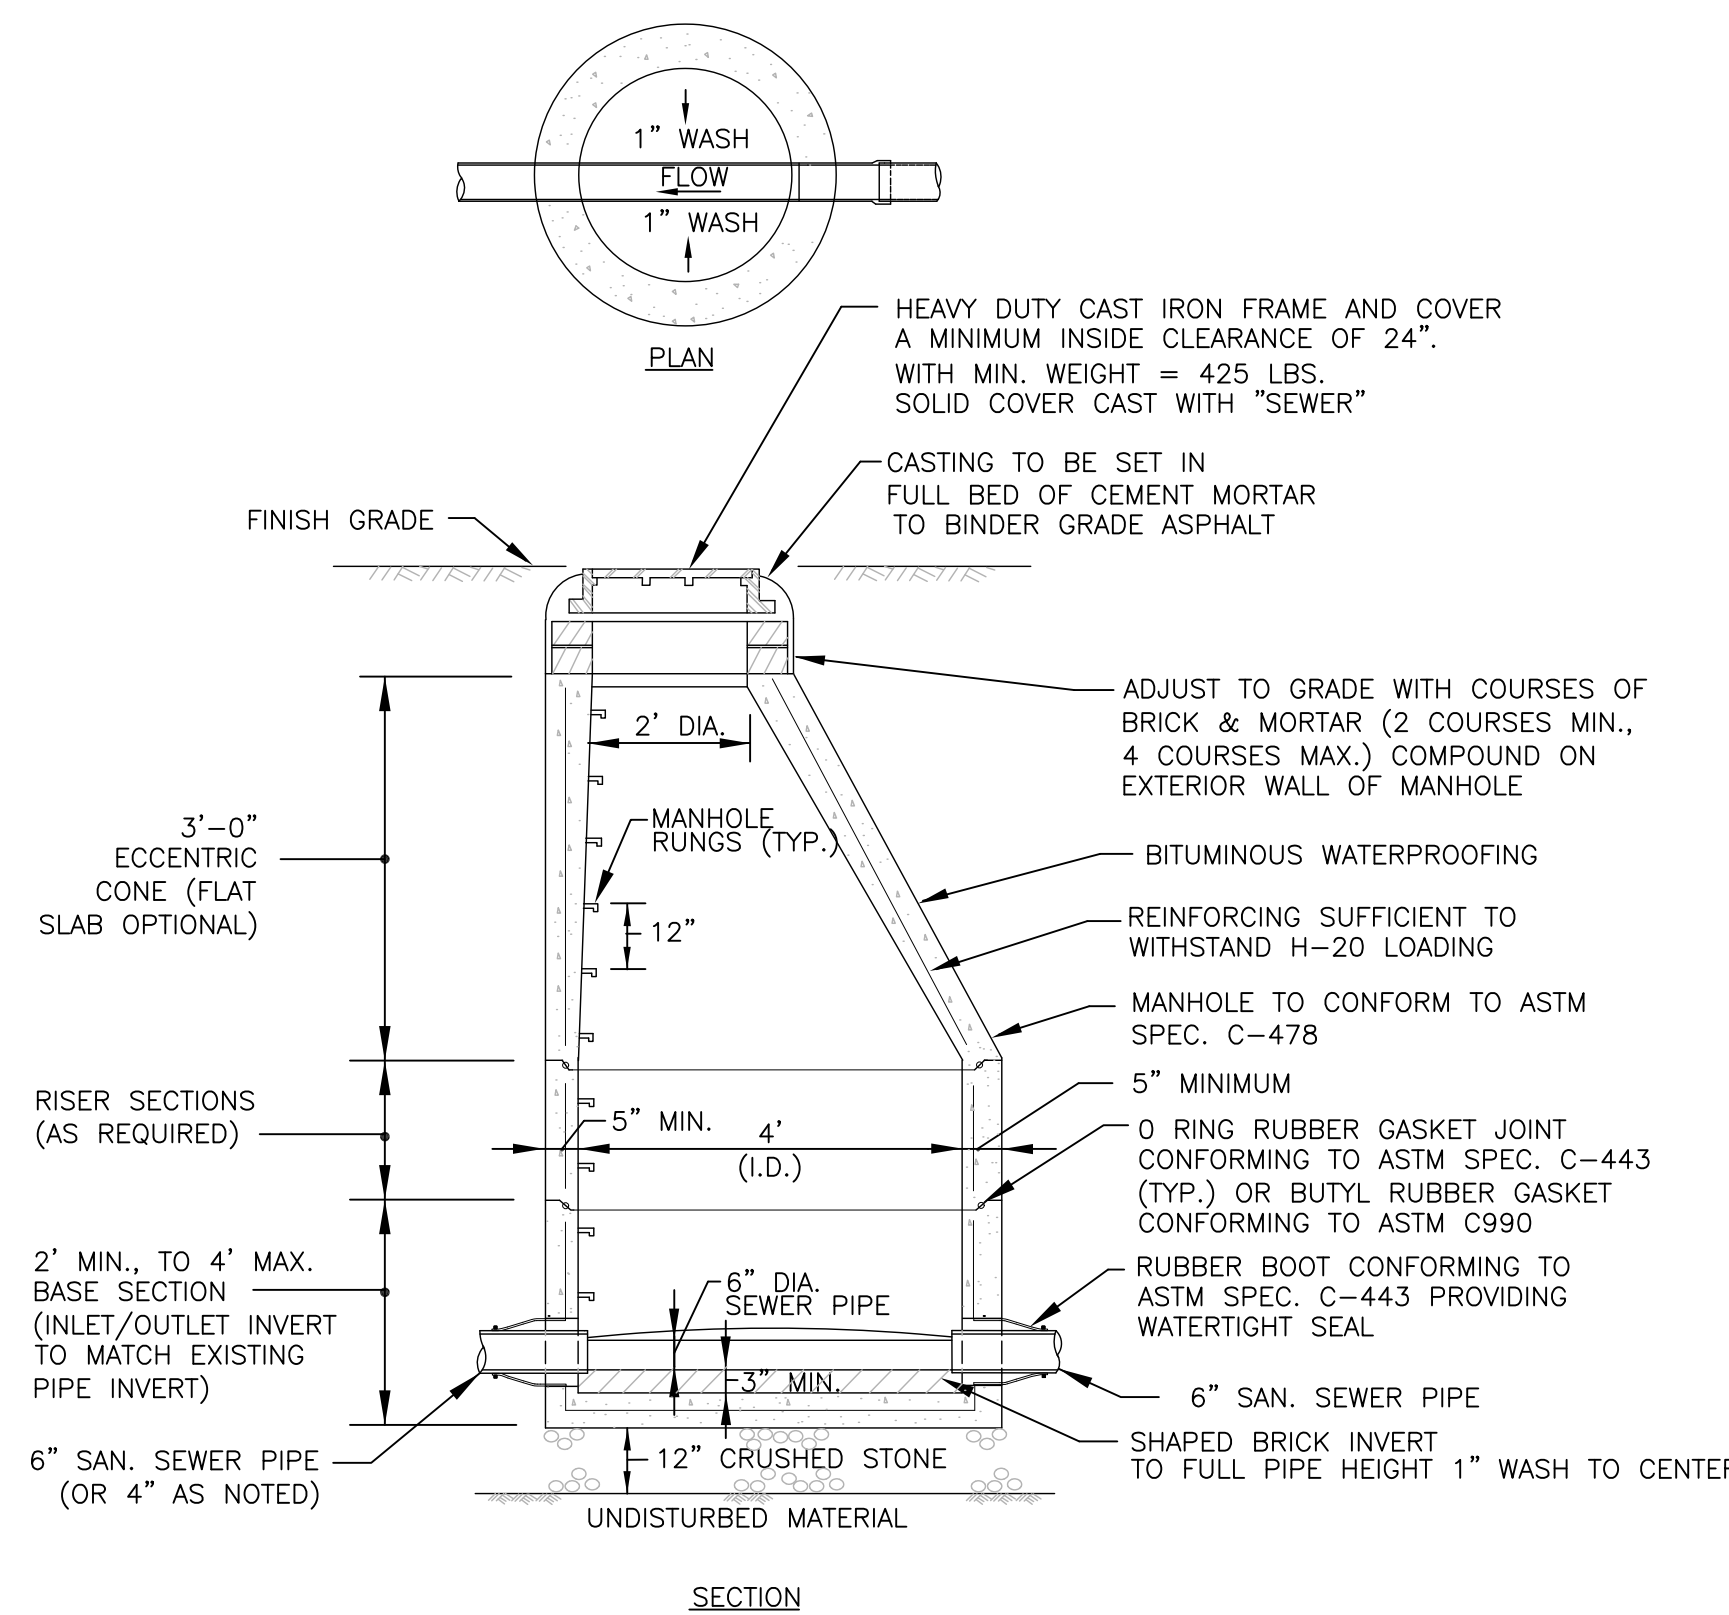 1" WASH
FLOW
1" WASH
PLAN
HEAVY DUTY CAST IRON FRAME AND COVER
A MINIMUM INSIDE CLEARANCE OF 24".
WITH MIN. WEIGHT = 425 LBS.
SOLID COVER CAST WITH "SEWER"
CASTING TO BE SET IN
FULL BED OF CEMENT MORTAR
TO BINDER GRADE ASPHALT
FINISH GRADE
ADJUST TO GRADE WITH COURSES OF
BRICK & MORTAR (2 COURSES MIN.,
4 COURSES MAX.) COMPOUND ON
EXTERIOR WALL OF MANHOLE
2' DIA.
MANHOLE
RUNGS (TYP.)
3'-0"
ECCENTRIC
CONE (FLAT
SLAB OPTIONAL)
12"
BITUMINOUS WATERPROOFING
REINFORCING SUFFICIENT TO
WITHSTAND H-20 LOADING
MANHOLE TO CONFORM TO ASTM
SPEC. C-478
5" MINIMUM
RISER SECTIONS
(AS REQUIRED)
5" MIN.
4'
(I.D.)
O RING RUBBER GASKET JOINT
CONFORMING TO ASTM SPEC. C-443
(TYP.) OR BUTYL RUBBER GASKET
CONFORMING TO ASTM C990
2' MIN., TO 4' MAX.
BASE SECTION
(INLET/OUTLET INVERT
TO MATCH EXISTING
PIPE INVERT)
6" DIA.
SEWER PIPE
RUBBER BOOT CONFORMING TO
ASTM SPEC. C-443 PROVIDING
WATERTIGHT SEAL
3" MIN.
6" SAN. SEWER PIPE
6" SAN. SEWER PIPE
(OR 4" AS NOTED)
12" CRUSHED STONE
SHAPED BRICK INVERT
TO FULL PIPE HEIGHT 1" WASH TO CENTER
UNDISTURBED MATERIAL
SECTION